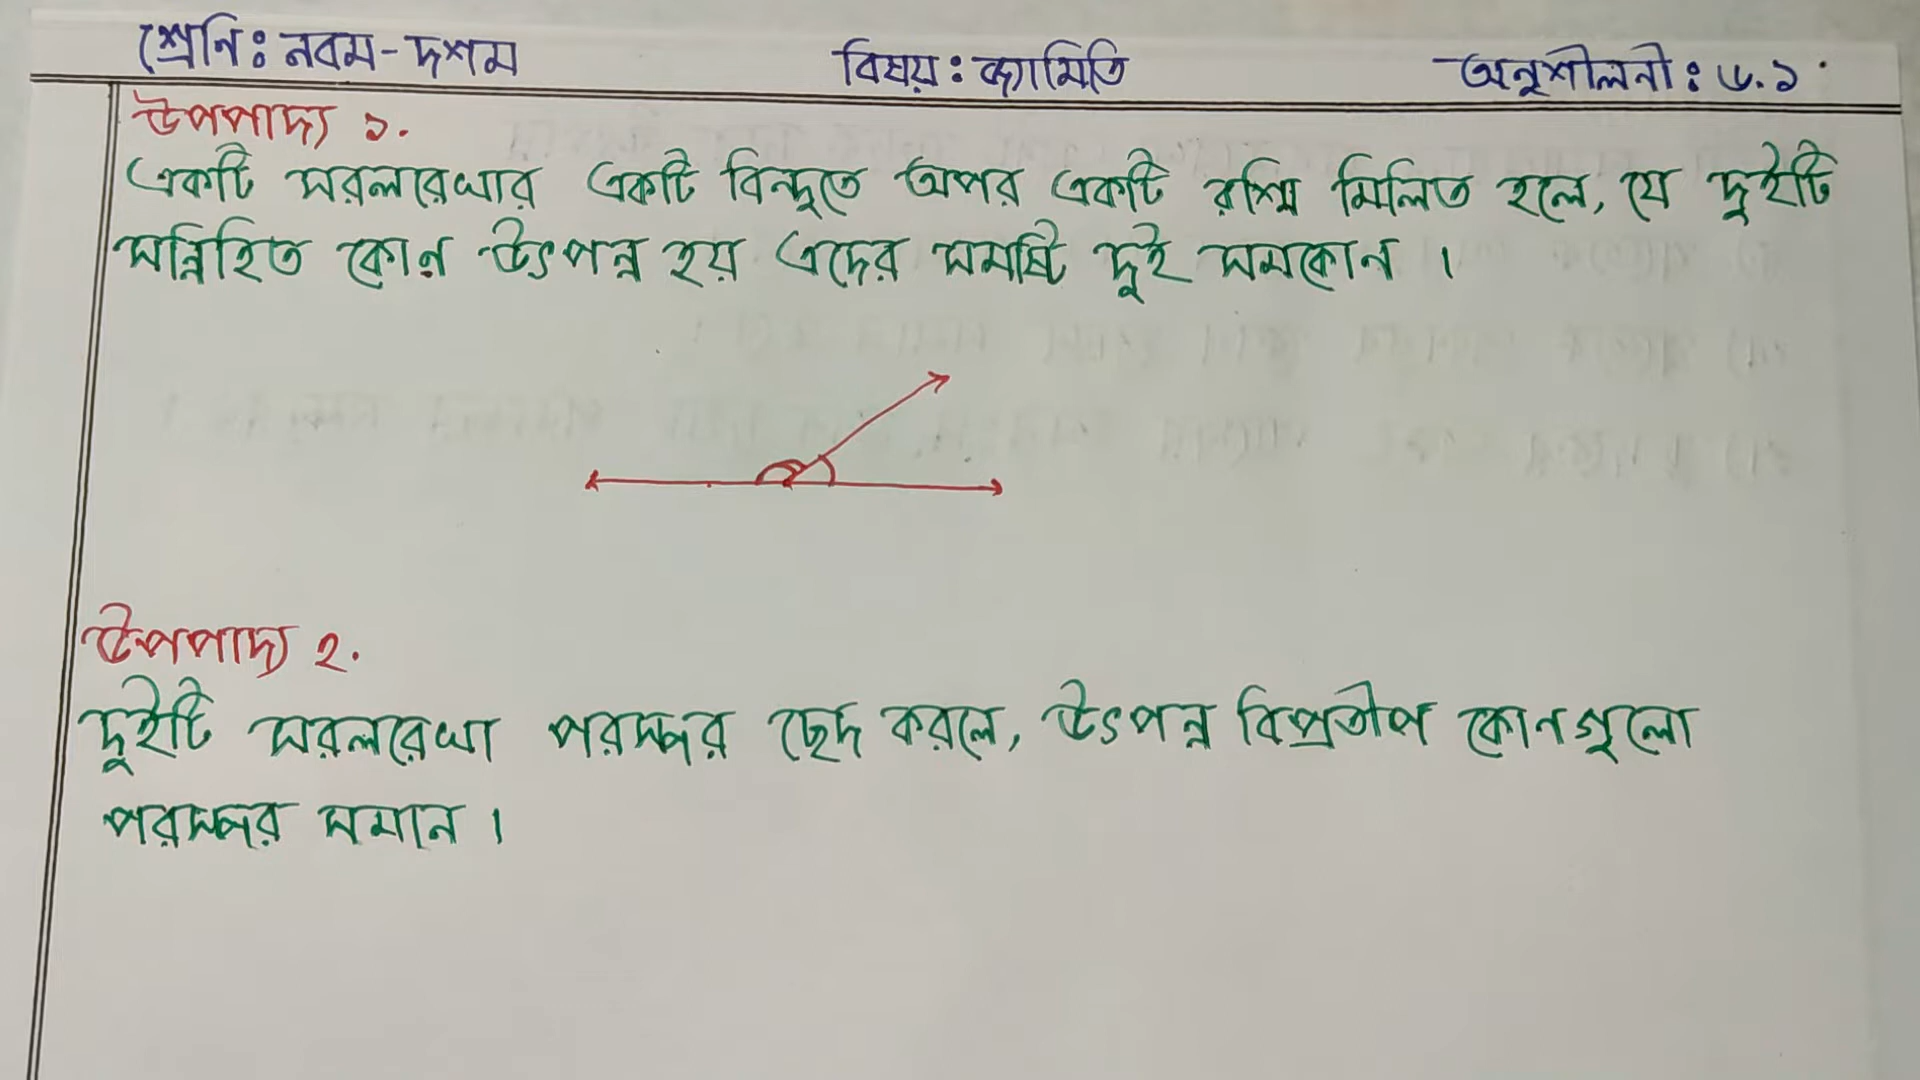 শ্রেনি: নবম-দশম বিষয়: জ্যামিতি অনুশীলনী: ৬.১
উপপাদ্য ১.
একটি সরলরেখার একটি বিন্দুতে অপর একটি রশ্মি মিলিত হলে, যে দুইটি
সন্নিহিত কোন উৎপন্ন হয় এদের সমষ্টি দুই সমকোন।
উপপাদ্য ২.
দুইটি সরলরেখা পরস্পর ছেদ করলে, উৎপন্ন বিপ্রতীপ কোনগুলো
পরস্পর সমান।